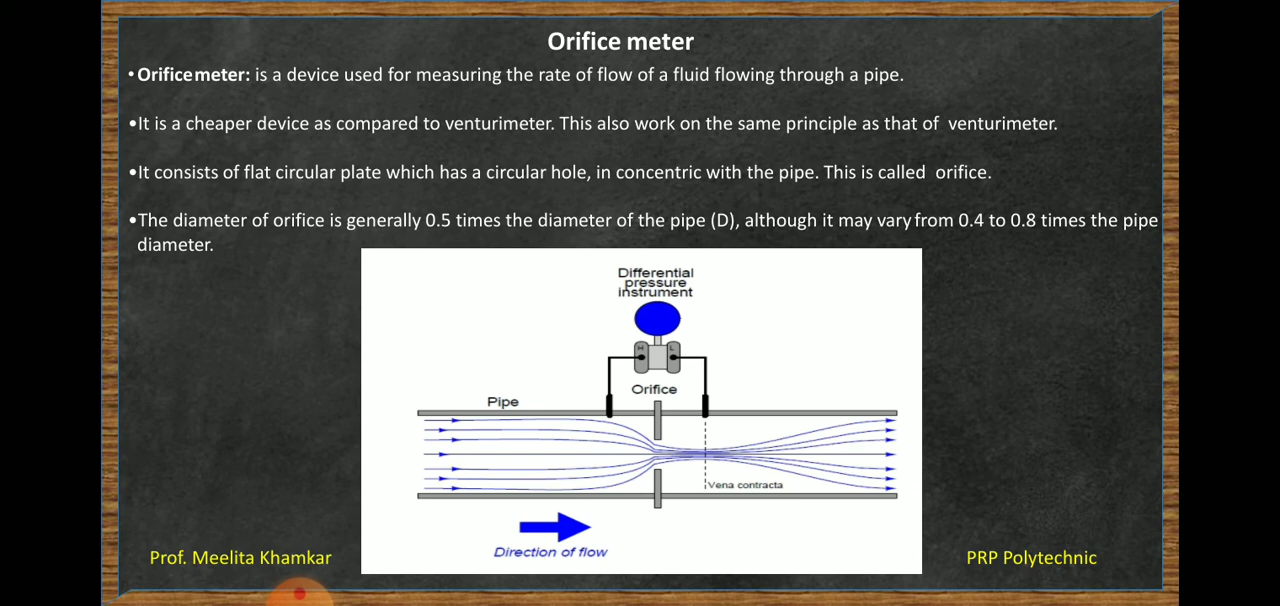 Orifice meter
• Orificemeter: is a device used for measuring the rate of flow of a fluid flowing through a pipe.
•It is a cheaper device as compared to venturimeter. This also work on the same principle as that of venturimeter.
•It consists of flat circular plate which has a circular hole, in concentric with the pipe. This is called orifice.
•The diameter of orifice is generally 0.5 times the diameter of the pipe (D), although it may vary from 0.4 to 0.8 times the pipe
diameter.
Differential
pressure
instrument
H L
Orifice
Pipe
Vena contracta
Direction of flow
Prof. Meelita Khamkar
PRP Polytechnic